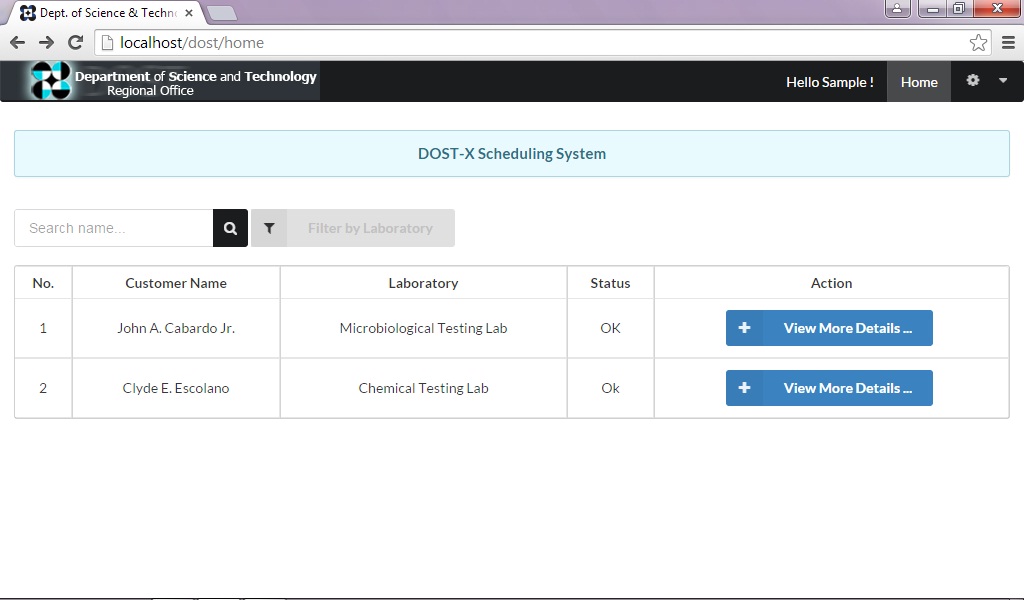 Dept. of Science & Techn
localhost/dost/home
Department of Science and Technology
Regional Office
Hello Sample !
Home
DOST-X Scheduling System
Search name...
Filter by Laboratory
No. Customer Name Laboratory Status Action
1 John A. Cabardo Jr. Microbiological Testing Lab OK View More Details ...
2 Clyde E. Escolano Chemical Testing Lab Ok View More Details ...